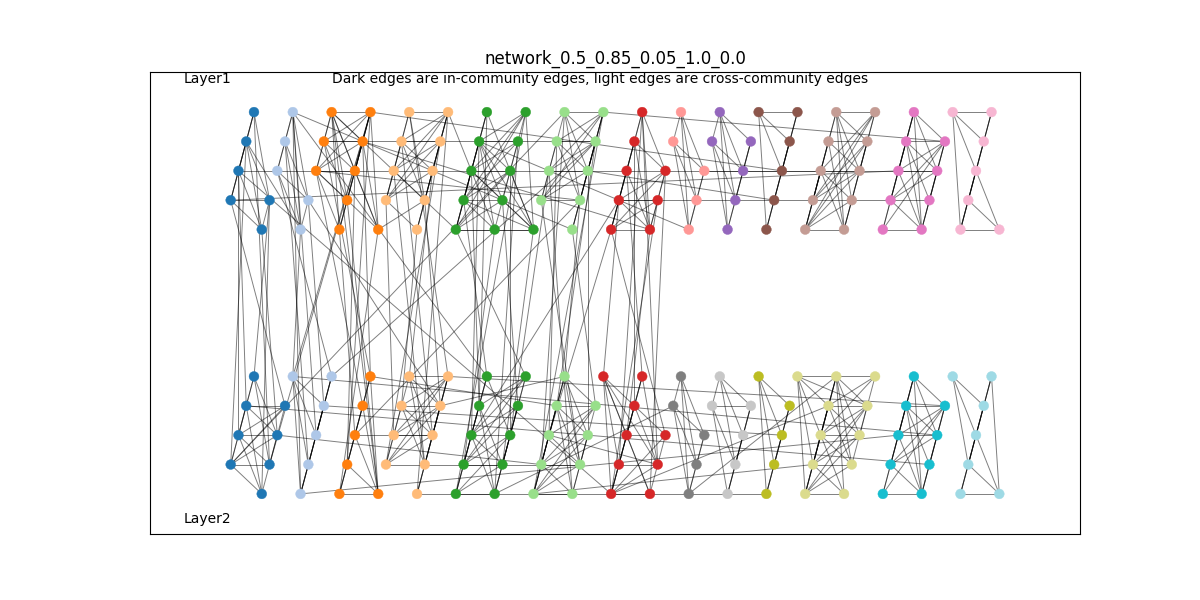 network_0.5_0.85_0.05_1.0_0.0
Layer1
Dark edges are in-community edges, light edges are cross-community edges
Layer2